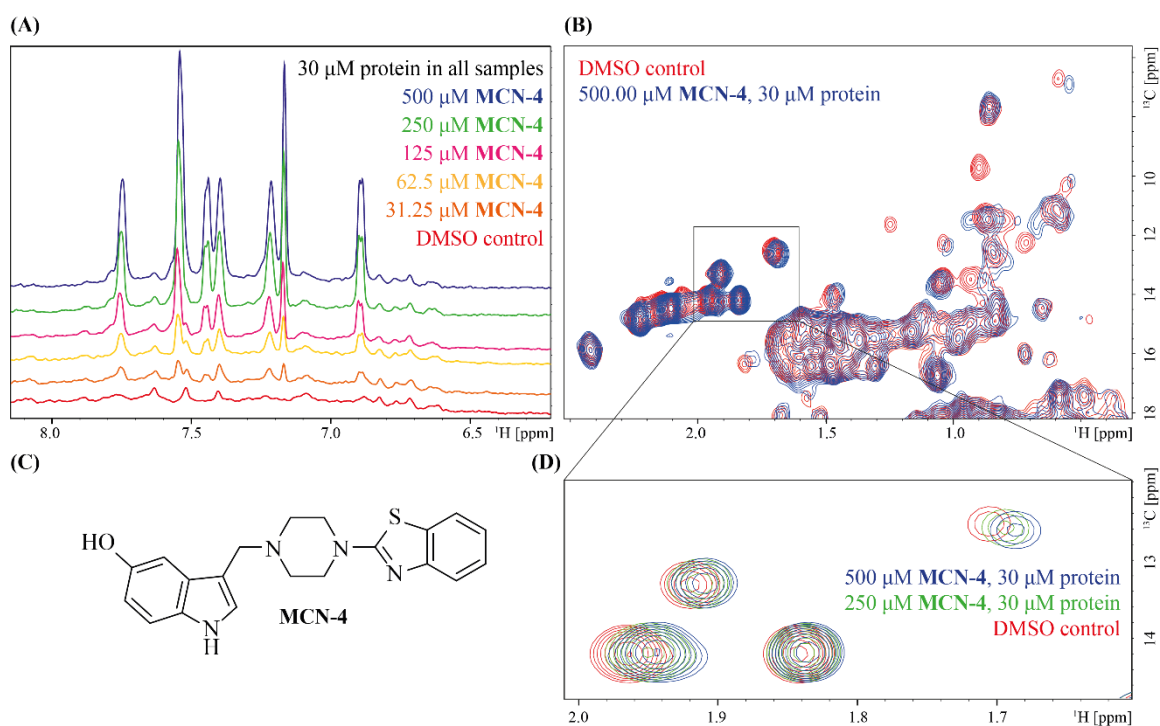 (A)
30 μM protein in all samples
500 μM MCN-4
250 μM MCN-4
125 μM MCN-4
62.5 μM MCN-4
31.25 μM MCN-4
DMSO control
8.0 7.5 7.0 6.5
¹H [ppm]
(B)
DMSO control
500.00 μM MCN-4, 30 μM protein
¹³C [ppm]
10
12
14
16
18
2.0 1.5 1.0
¹H [ppm]
(C)
HO
N
N
S
N
N
H
MCN-4
(D)
¹³C [ppm]
13
14
500 μM MCN-4, 30 μM protein
250 μM MCN-4, 30 μM protein
DMSO control
2.0 1.9 1.8 1.7
¹H [ppm]